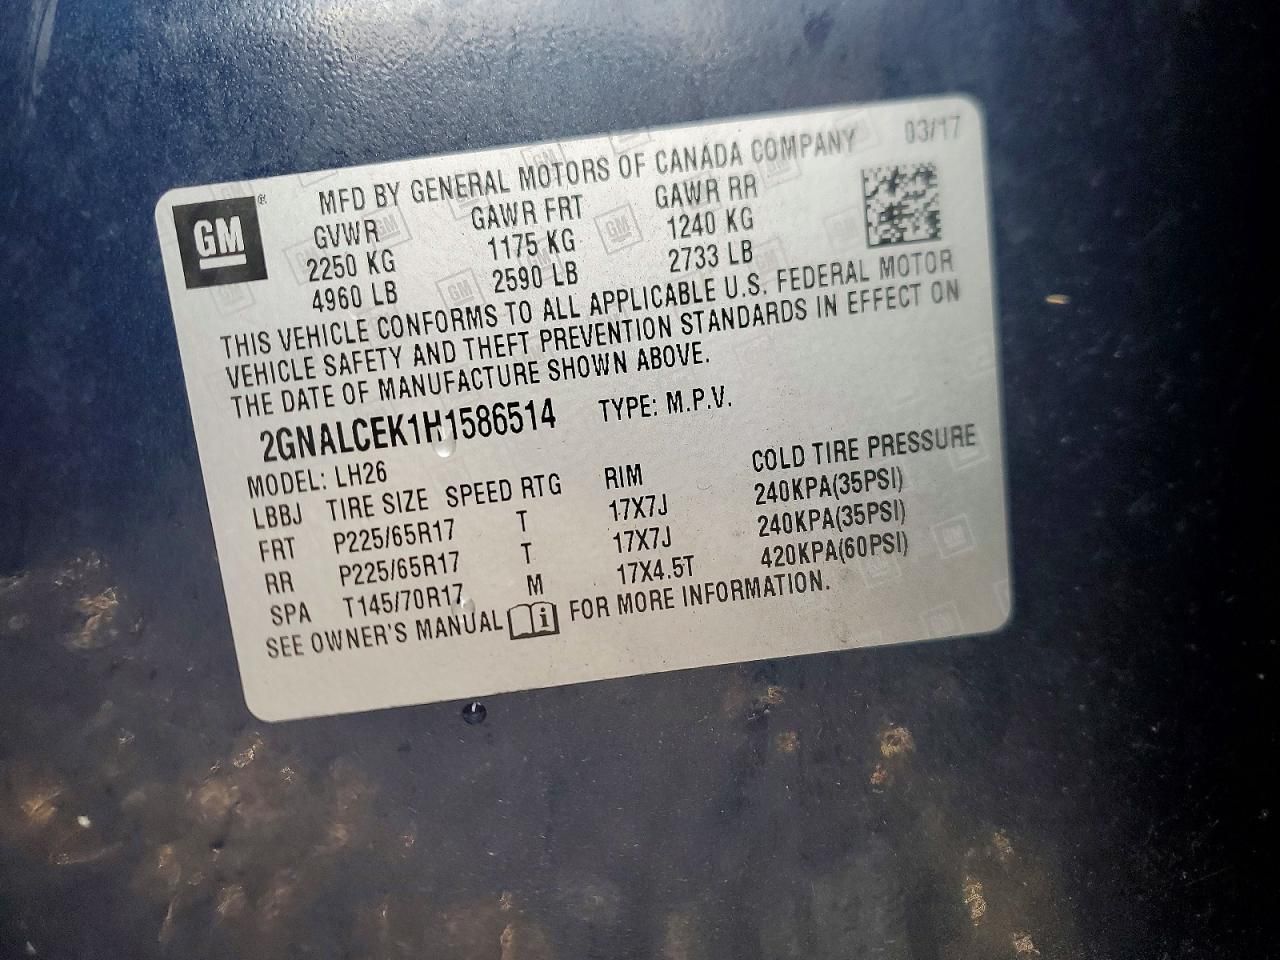 GM ®
MFD BY GENERAL MOTORS OF CANADA COMPANY 03/17
GVWR GAWR FRT GAWR RR
2250 KG 1175 KG 1240 KG
4960 LB 2590 LB 2733 LB
THIS VEHICLE CONFORMS TO ALL APPLICABLE U.S. FEDERAL MOTOR
VEHICLE SAFETY AND THEFT PREVENTION STANDARDS IN EFFECT ON
THE DATE OF MANUFACTURE SHOWN ABOVE.
2GNALCEK1H1586514 TYPE: M.P.V.
MODEL: LH26
LBBJ TIRE SIZE SPEED RTG RIM COLD TIRE PRESSURE
FRT P225/65R17 T 17X7J 240KPA(35PSI)
RR P225/65R17 T 17X7J 240KPA(35PSI)
SPA T145/70R17 M 17X4.5T 420KPA(60PSI)
SEE OWNER'S MANUAL i FOR MORE INFORMATION.